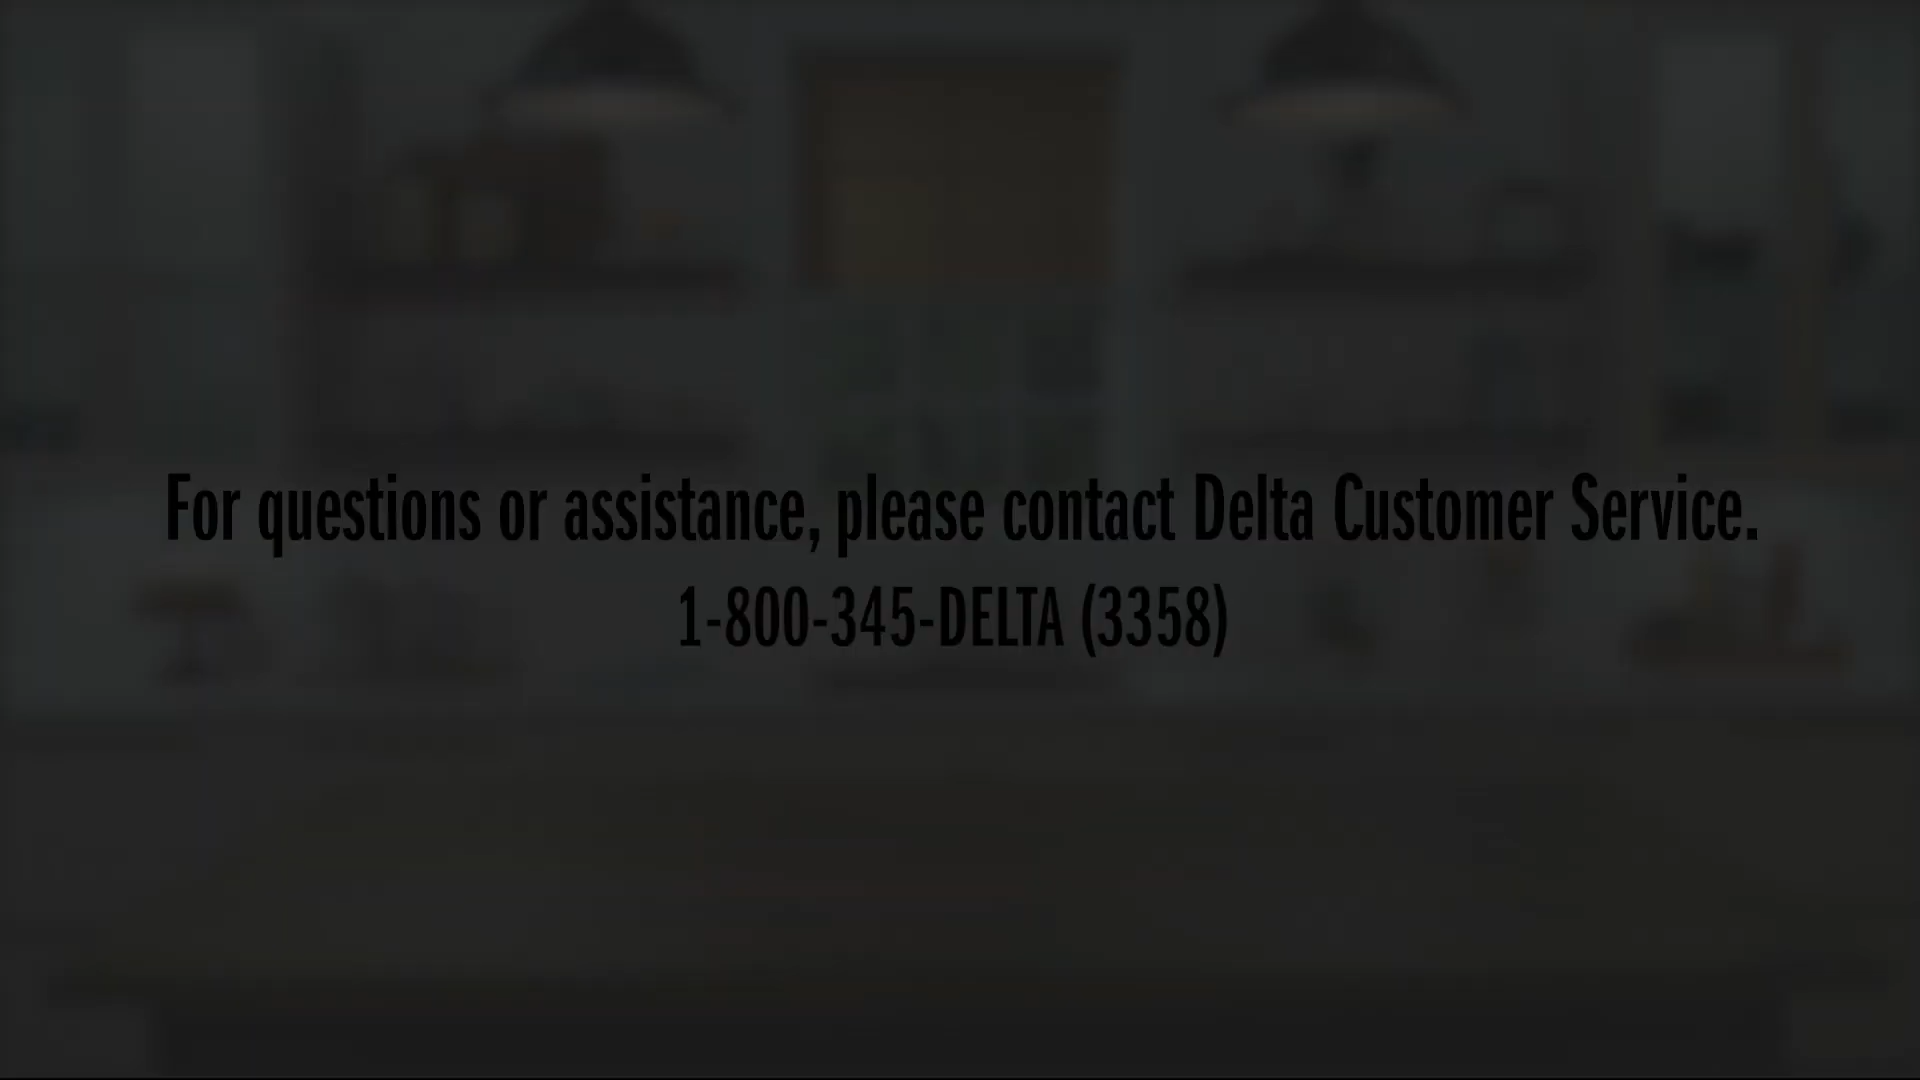 For questions or assistance, please contact Delta Customer Service.
1-800-345-DELTA (3358)